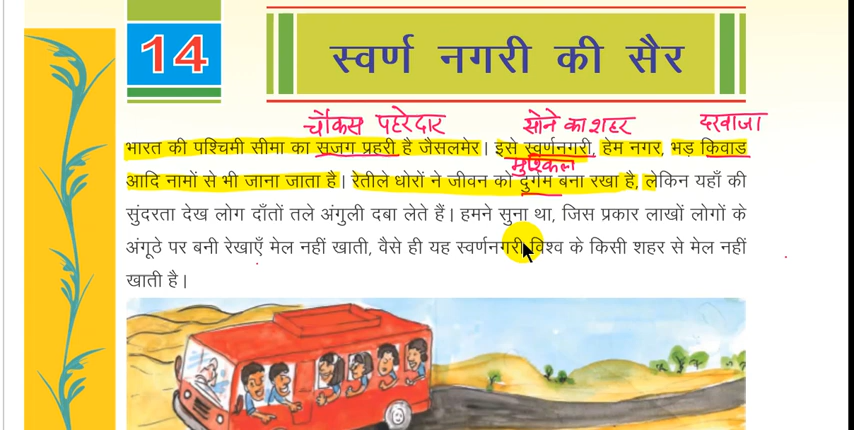 14
स्वर्ण नगरी की सैर
चौकस पहरेदार सोने का शहर दरवाजा
भारत की पश्चिमी सीमा का सजग प्रहरी है जैसलमेर। इसे स्वर्णनगरी, हेम नगर, भड़ किवाड
मुश्किल
आदि नामों से भी जाना जाता है। रेतीले धोरों ने जीवन को दुर्गम बना रखा है, लेकिन यहाँ की
सुंदरता देख लोग दाँतों तले अंगुली दबा लेते हैं। हमने सुना था, जिस प्रकार लाखों लोगों के
अंगूठे पर बनी रेखाएँ मेल नहीं खाती, वैसे ही यह स्वर्णनगरी विश्व के किसी शहर से मेल नहीं
खाती है।